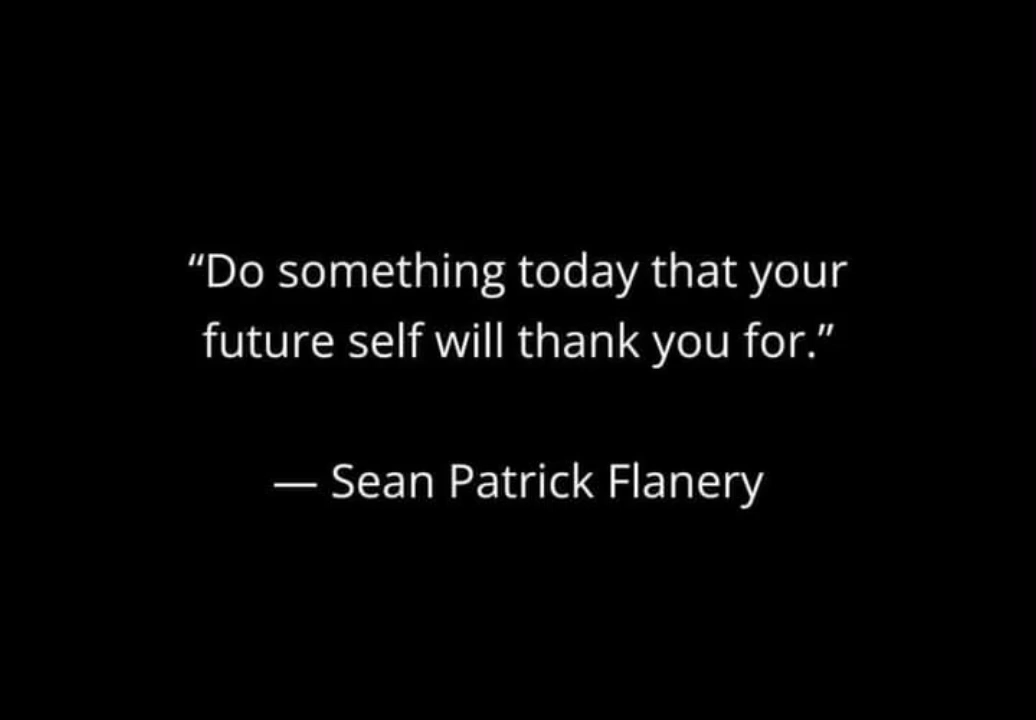 “Do something today that your
future self will thank you for.”
— Sean Patrick Flanery